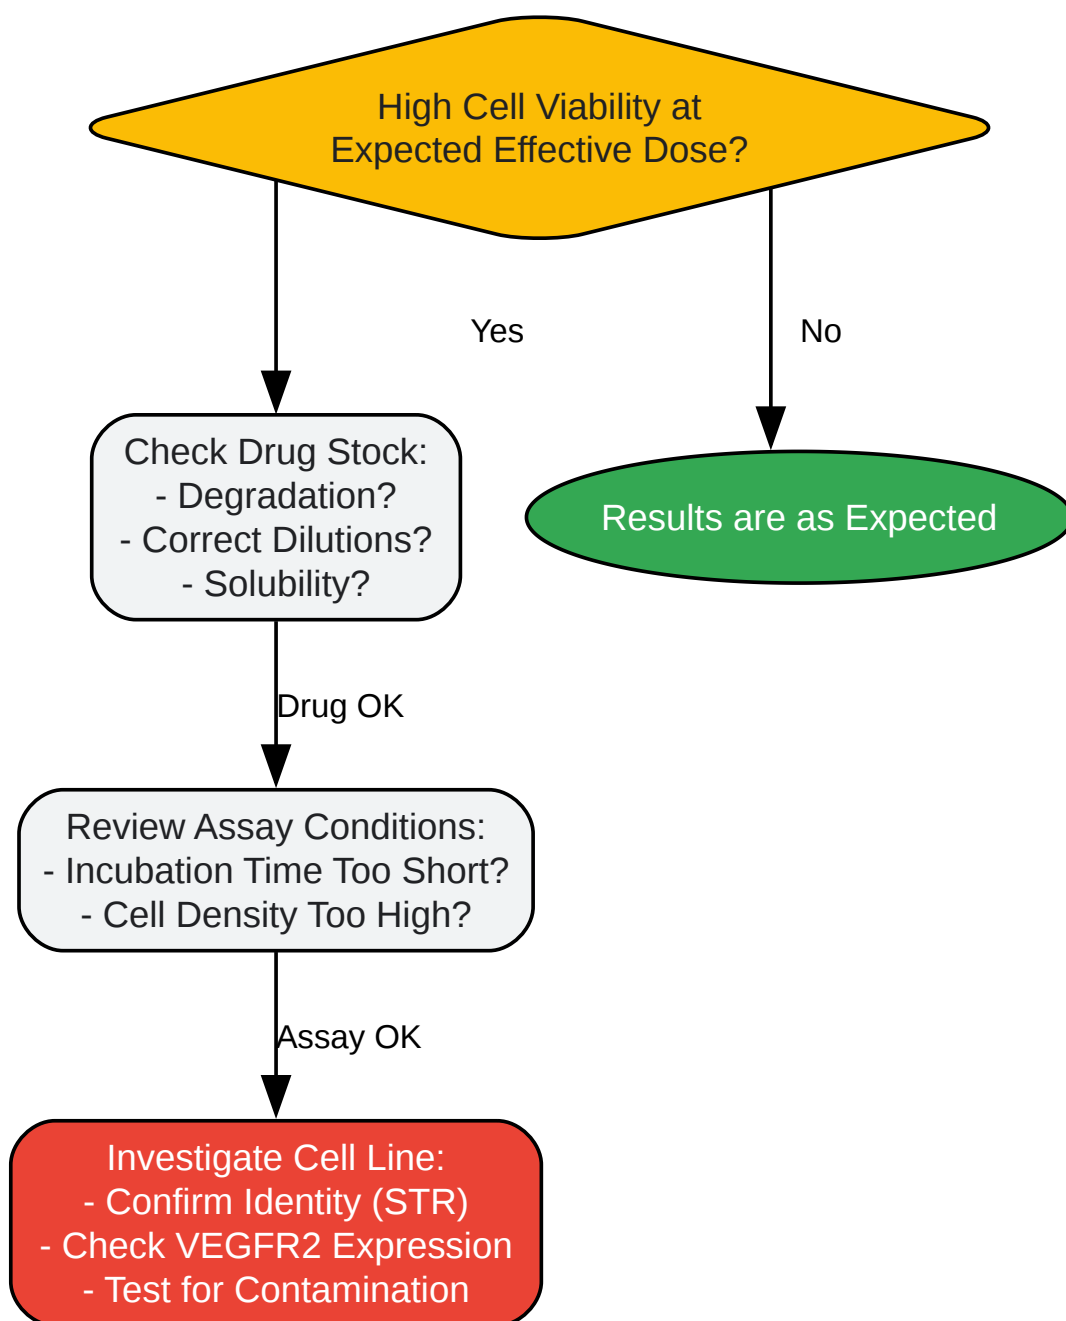 High Cell Viability at
Expected Effective Dose?
Yes
No
Check Drug Stock:
- Degradation?
- Correct Dilutions?
- Solubility?
Results are as Expected
Drug OK
Review Assay Conditions:
- Incubation Time Too Short?
- Cell Density Too High?
Assay OK
Investigate Cell Line:
- Confirm Identity (STR)
- Check VEGFR2 Expression
- Test for Contamination